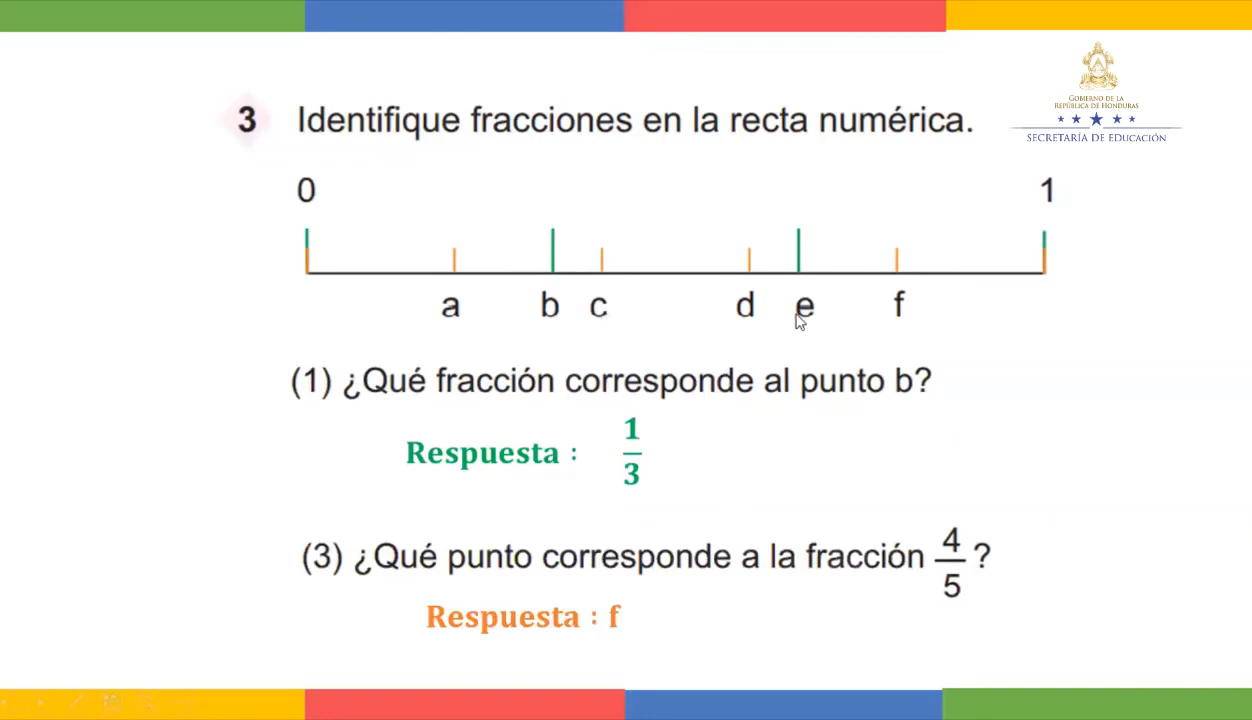 GOBIERNO DE LA
REPÚBLICA DE HONDURAS
SECRETARÍA DE EDUCACIÓN
3 Identifique fracciones en la recta numérica.
0 1
a b c d e f
(1) ¿Qué fracción corresponde al punto b?
Respuesta : 1/3
(3) ¿Qué punto corresponde a la fracción 4/5 ?
Respuesta : f